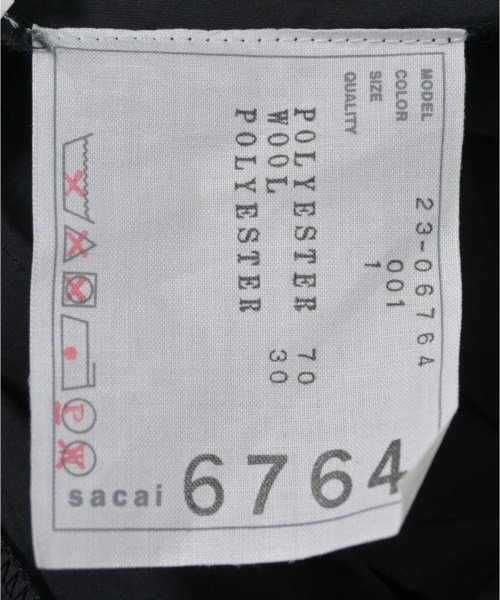 MODEL 23-06764
COLOR 001
SIZE 1
QUALITY
POLYESTER 70
WOOL 30
POLYESTER
P
W
sacai 6764